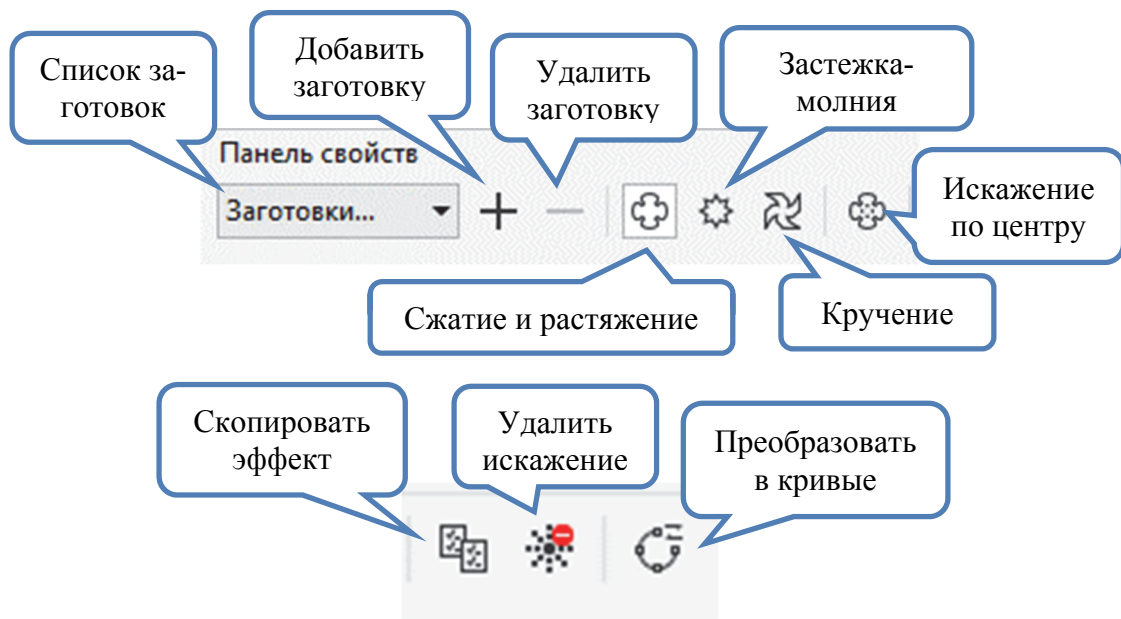 Список за-
готовок
Добавить
заготовку
Удалить
заготовку
Застежка-
молния
Панель свойств
Заготовки...
Искажение
по центру
Сжатие и растяжение
Кручение
Скопировать
эффект
Удалить
искажение
Преобразовать
в кривые